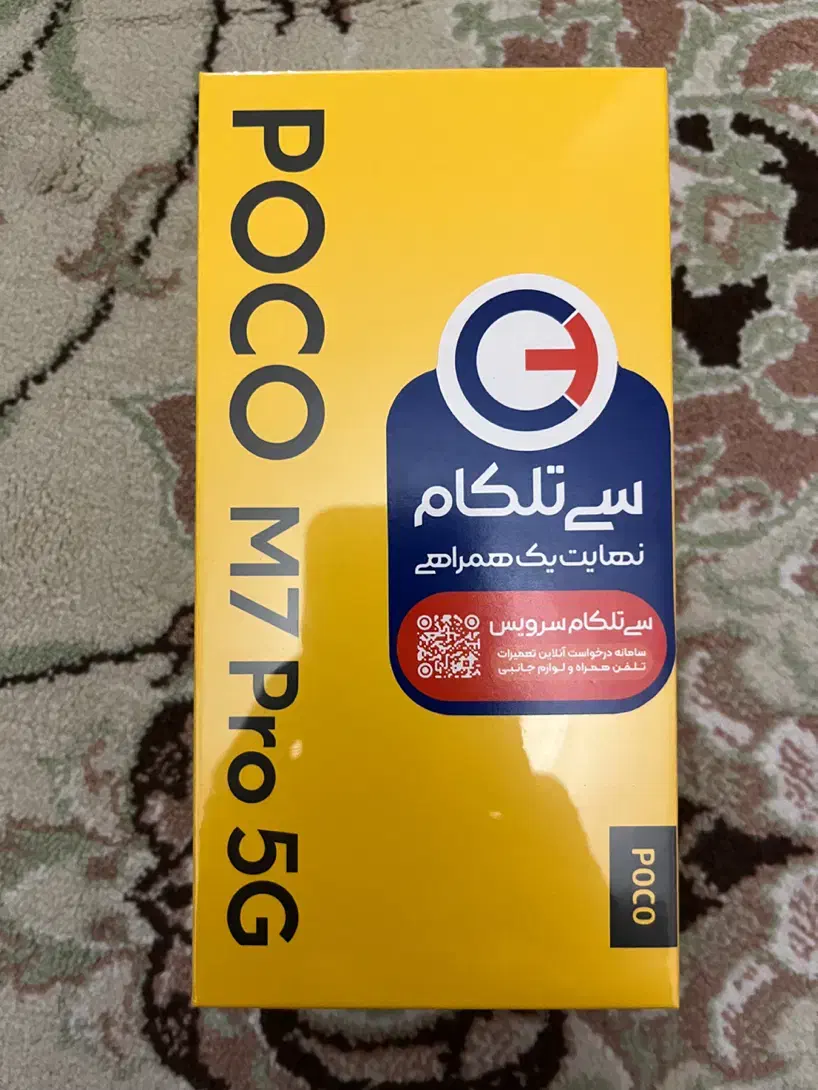 POCO M7 Pro 5G
سی‌تلکام
نهایت یک همراهی
سی‌تلکام سرویس
سامانه درخواست آنلاین تعمیرات
تلفن همراه و لوازم جانبی
POCO